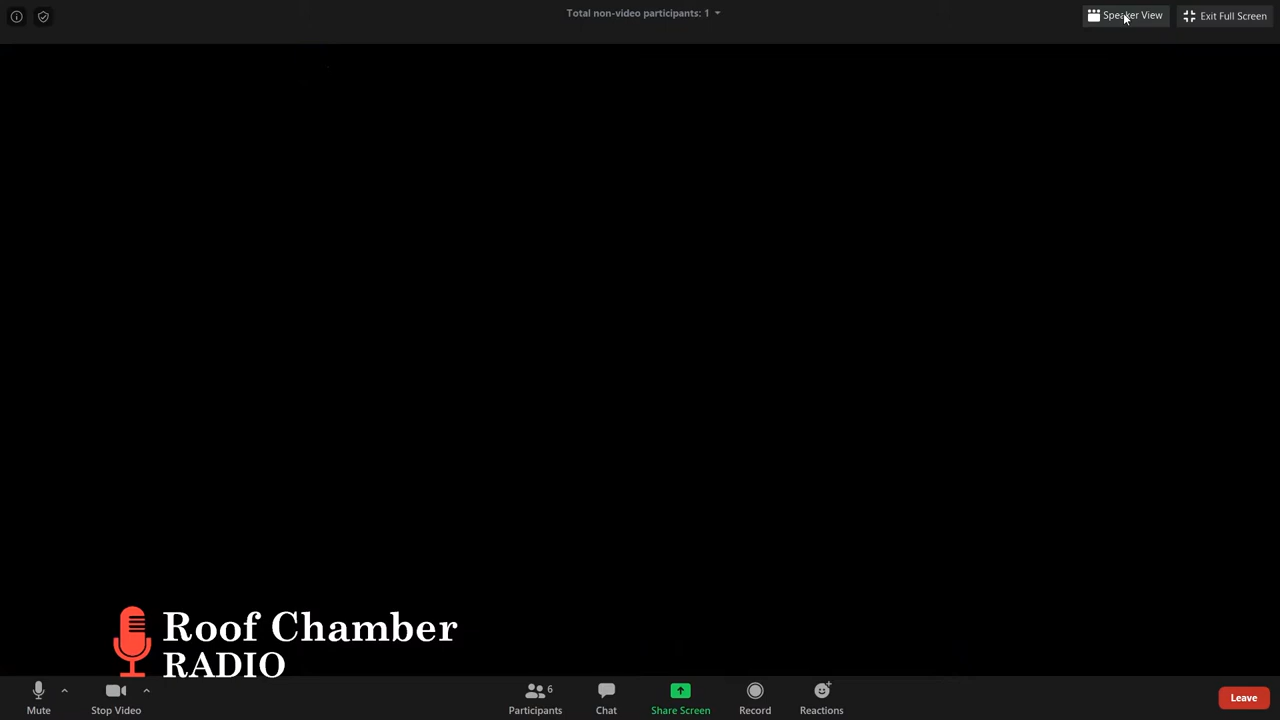 Total non-video participants: 1
Speaker View
Exit Full Screen
Roof Chamber
RADIO
6
Mute
Stop Video
Participants
Chat
Share Screen
Record
Reactions
Leave